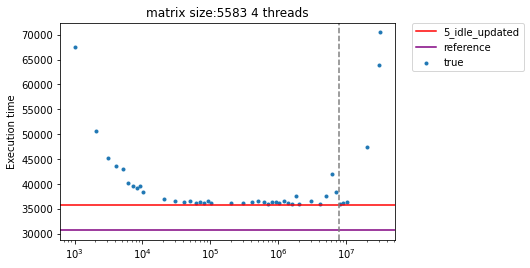 matrix size:5583 4 threads
Execution time
70000
65000
60000
55000
50000
45000
40000
35000
30000
10³
10⁴
10⁵
10⁶
10⁷
5_idle_updated
reference
true